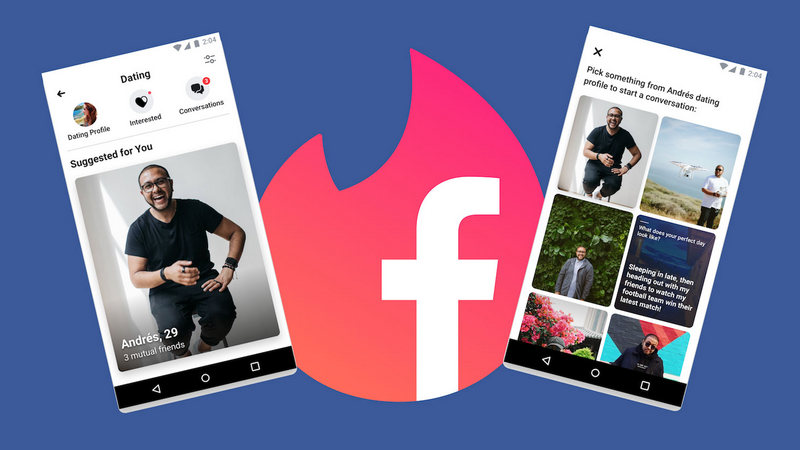 2:04
Dating
3
Dating Profile
Interested
Conversations
Suggested for You
Andrés, 29
3 mutual friends
f
2:04
Pick something from Andrés dating
profile to start a conversation:
What does your perfect day
look like?
Sleeping in late, then
heading out with my
friends to watch my
football team win their
latest match!